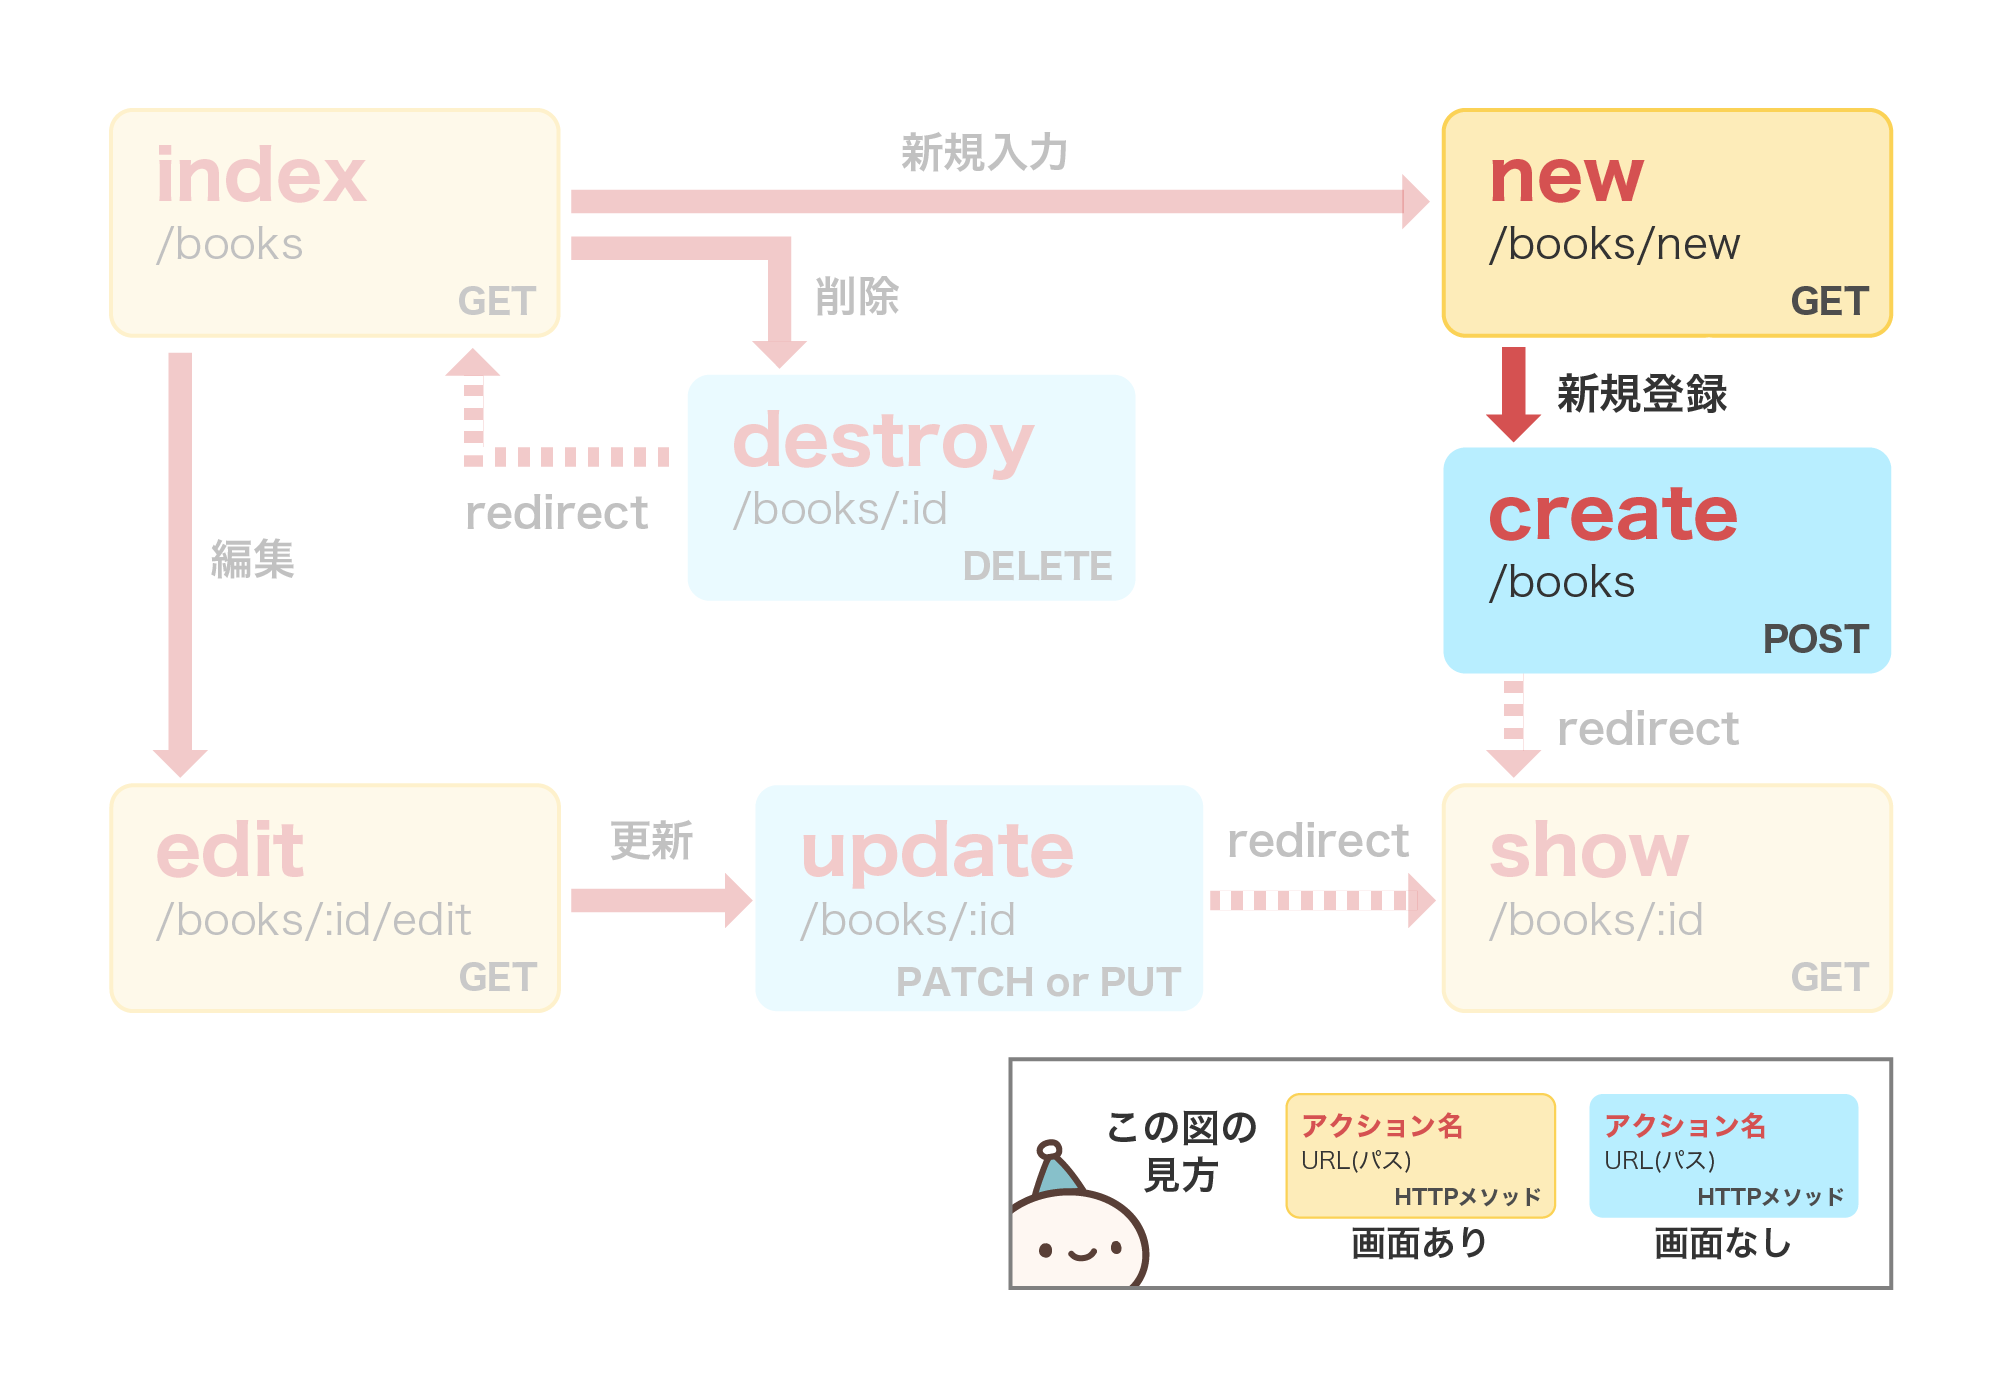 index
/books
GET
新規入力
new
/books/new
GET
削除
新規登録
destroy
/books/:id
DELETE
redirect
create
/books
POST
編集
redirect
edit
/books/:id/edit
GET
更新
update
/books/:id
PATCH or PUT
redirect
show
/books/:id
GET
この図の
見方
アクション名
URL(パス)
HTTPメソッド
画面あり
アクション名
URL(パス)
HTTPメソッド
画面なし